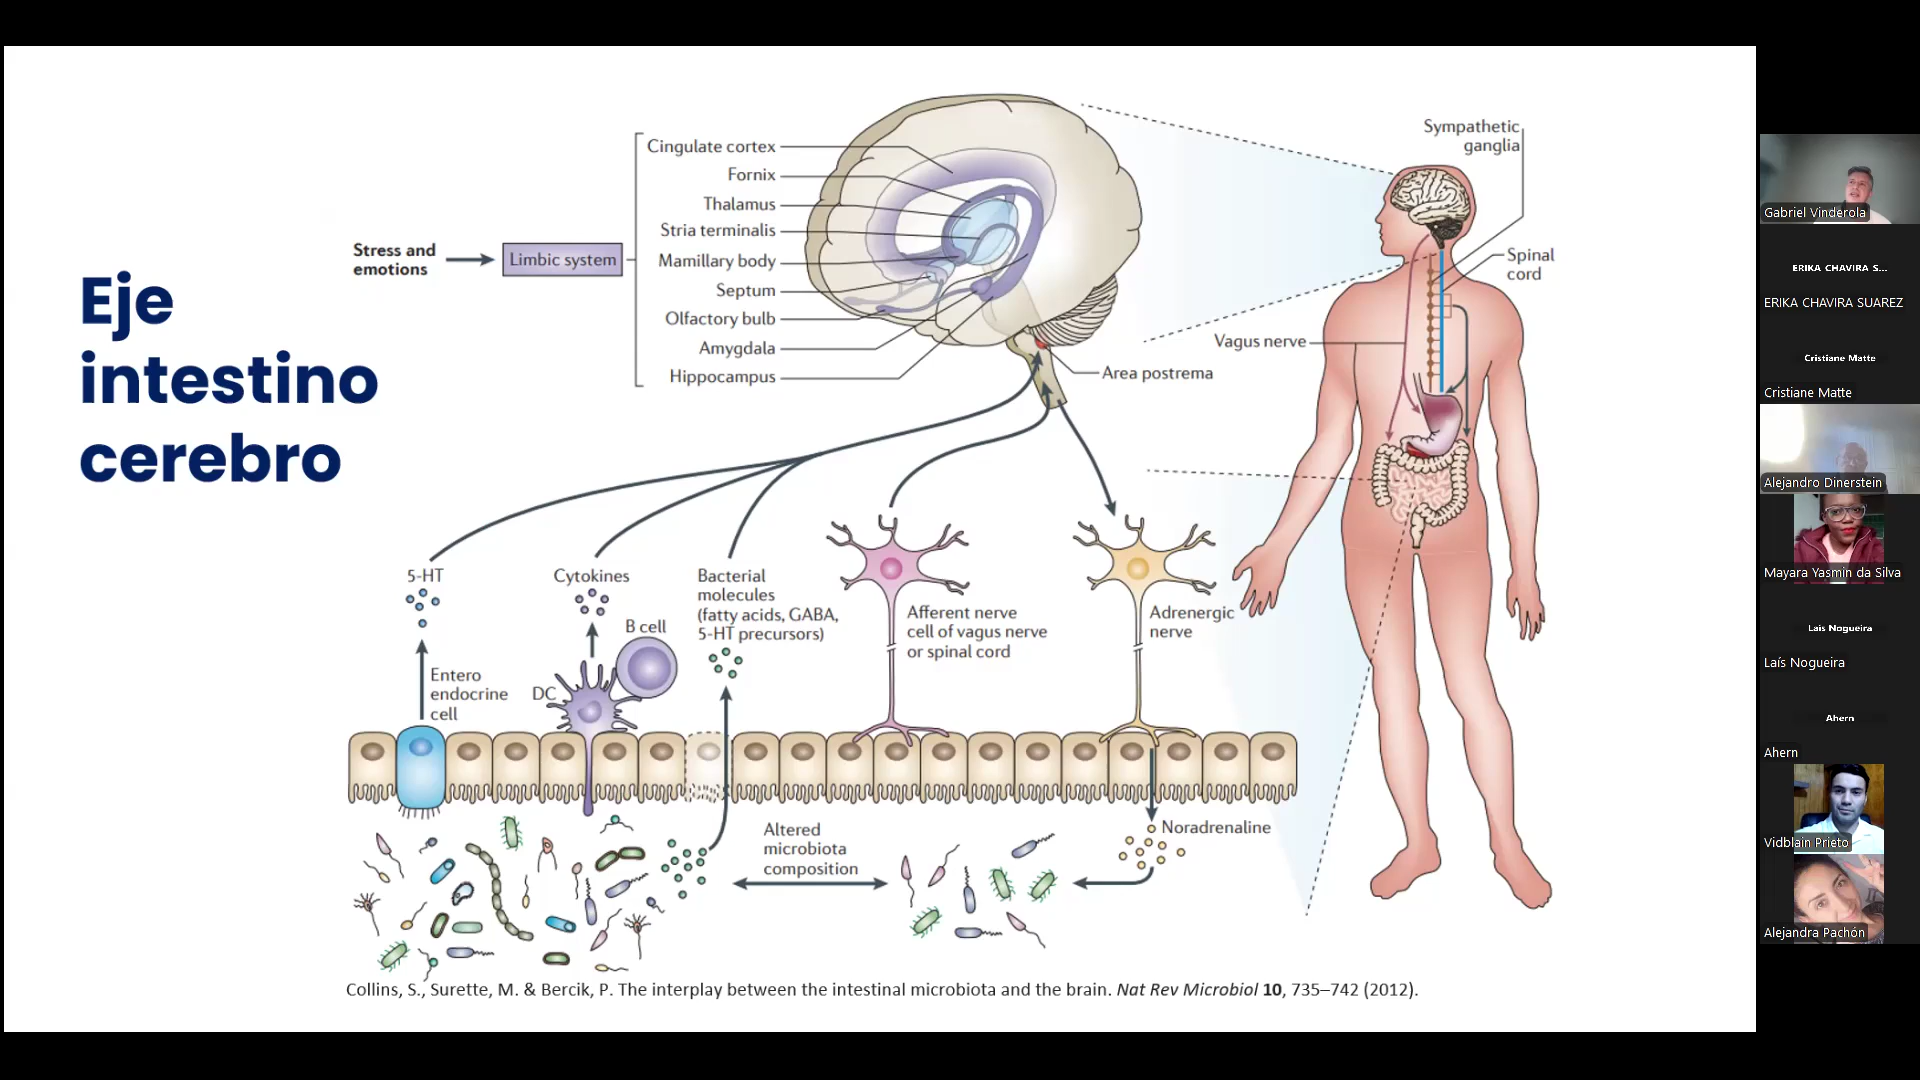 Eje
intestino
cerebro
Stress and
emotions
Limbic system
Cingulate cortex
Fornix
Thalamus
Stria terminalis
Mamillary body
Septum
Olfactory bulb
Amygdala
Hippocampus
Area postrema
Sympathetic
ganglia
Spinal
cord
Vagus nerve
5-HT
Cytokines
Bacterial
molecules
(fatty acids, GABA,
5-HT precursors)
B cell
DC
Entero
endocrine
cell
Afferent nerve
cell of vagus nerve
or spinal cord
Adrenergic
nerve
Altered
microbiota
composition
Noradrenaline
Collins, S., Surette, M. & Bercik, P. The interplay between the intestinal microbiota and the brain. Nat Rev Microbiol 10, 735–742 (2012).
Gabriel Vinderola
ERIKA CHAVIRA S...
ERIKA CHAVIRA SUAREZ
Cristiane Matte
Cristiane Matte
Alejandro Dinerstein
Mayara Yasmin da Silva
Lais Nogueira
Laís Nogueira
Ahern
Ahern
Vidblain Prieto
Alejandra Pachón